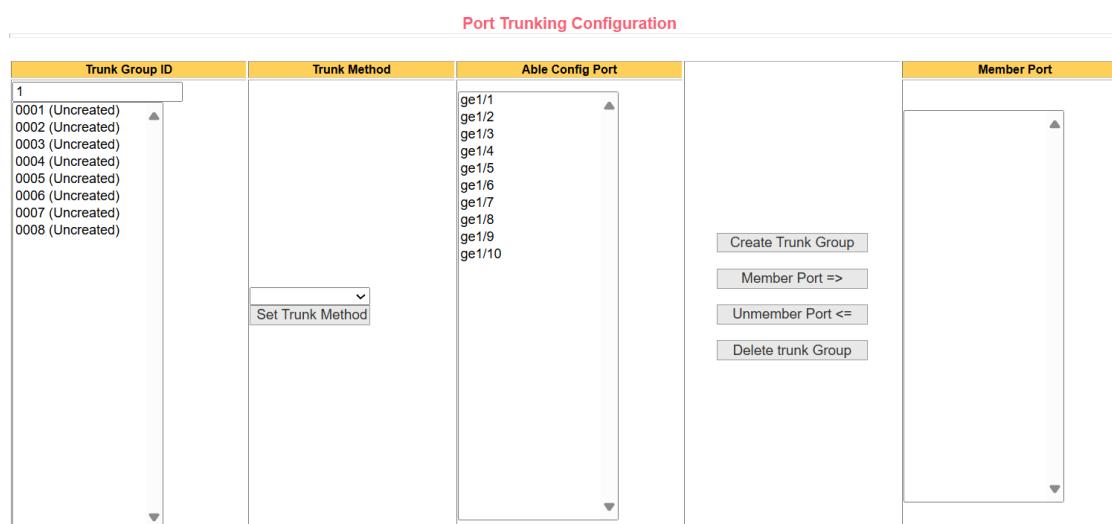 Port Trunking Configuration
Trunk Group ID
Trunk Method
Able Config Port
Member Port
1
0001 (Uncreated)
0002 (Uncreated)
0003 (Uncreated)
0004 (Uncreated)
0005 (Uncreated)
0006 (Uncreated)
0007 (Uncreated)
0008 (Uncreated)
Set Trunk Method
ge1/1
ge1/2
ge1/3
ge1/4
ge1/5
ge1/6
ge1/7
ge1/8
ge1/9
ge1/10
Create Trunk Group
Member Port =>
Unmember Port <=
Delete trunk Group